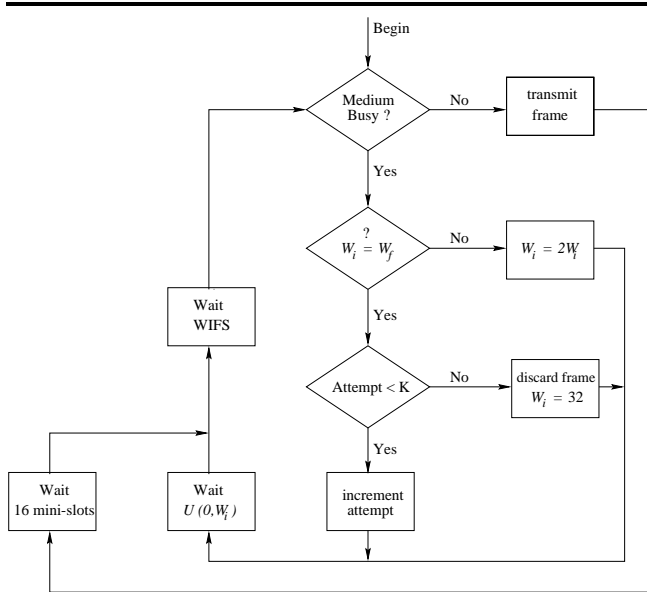 Begin
Medium
Busy ?
No
transmit
frame
Yes
?
W_i = W_f
No
W_i = 2W_i
Yes
Wait
WIFS
Attempt < K
No
discard frame
W_i = 32
Yes
Wait
16 mini-slots
Wait
U (0,W_i )
increment
attempt